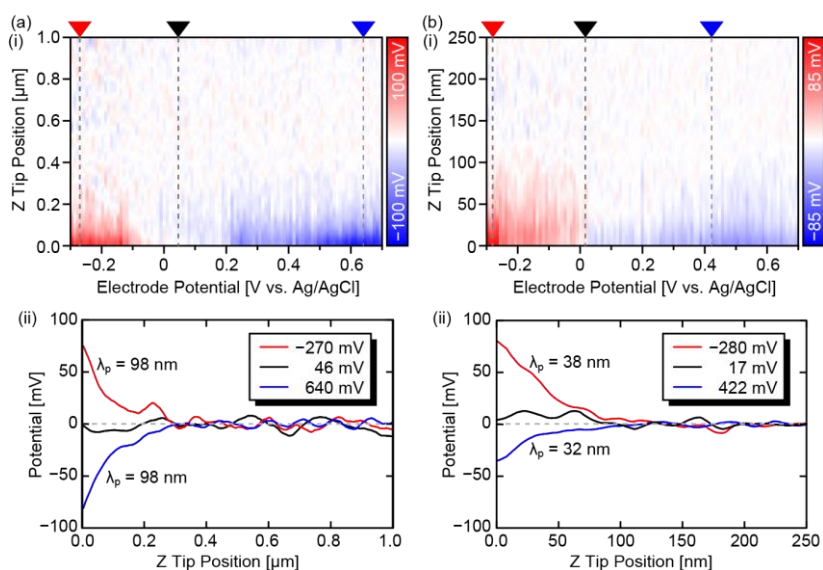 (a)
(i)
1.0
0.8
0.6
0.4
0.2
0.0
Z Tip Position [µm]
−0.2
0
0.2
0.4
0.6
Electrode Potential [V vs. Ag/AgCl]
100 mV
−100 mV
(b)
(i)
250
200
150
100
50
0
Z Tip Position [nm]
−0.2
0
0.2
0.4
0.6
Electrode Potential [V vs. Ag/AgCl]
85 mV
−85 mV
(ii)
100
50
0
−50
−100
Potential [mV]
λp = 98 nm
λp = 98 nm
−270 mV
46 mV
640 mV
0.0
0.2
0.4
0.6
0.8
1.0
Z Tip Position [µm]
(ii)
100
50
0
−50
−100
Potential [mV]
λp = 38 nm
λp = 32 nm
−280 mV
17 mV
422 mV
0.0
50
100
150
200
250
Z Tip Position [nm]